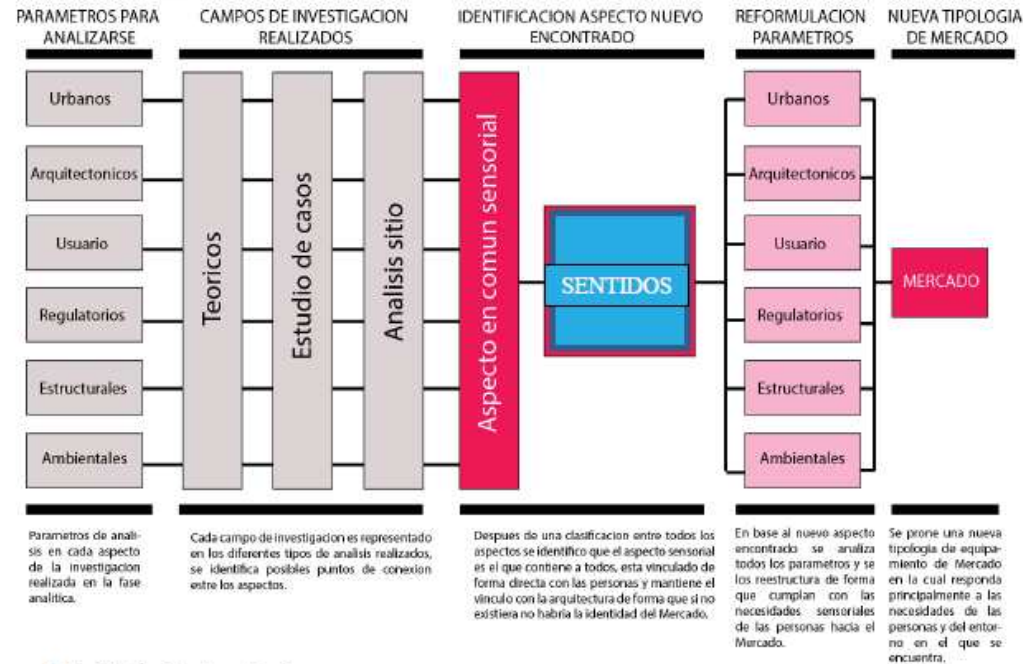 PARAMETROS PARA
ANALIZARSE
CAMPOS DE INVESTIGACION
REALIZADOS
IDENTIFICACION ASPECTO NUEVO
ENCONTRADO
REFORMULACION
PARAMETROS
NUEVA TIPOLOGIA
DE MERCADO
Urbanos
Arquitectonicos
Usuario
Regulatorios
Estructurales
Ambientales
Teoricos
Estudio de casos
Analisis sitio
Aspecto en comun sensorial
SENTIDOS
Urbanos
Arquitectonicos
Usuario
Regulatorios
Estructurales
Ambientales
MERCADO
Parametros de anali-
sis en cada aspecto
de la investigacion
realizada en la fase
analitica.
Cada campo de investigacion es representado
en los diferentes tipos de analisis realizados,
se identifica posibles puntos de conexion
estre los aspectos.
Despues de una clastificacion entre todos los
aspectos se identifico que el aspecto sensorial
es el que contiene a todos, esta vinculado de
forma directa con las personas y mantiene el
vinculo con la arquitectura de forma que si no
existiera no habria la identidad del Mercado.
En base al nuevo aspecto
encontrado se analiza
todos los parametros y se
los reestructura de forma
que cumplan con las
necesidades sensoriales
de las personas hacia el
Mercado.
Se prone una nueva
tipologia de equipa-
miento de Mercado
en la cual responda
principalmente a las
necesidades de las
personas y del entor-
no en el que se
encuentra.